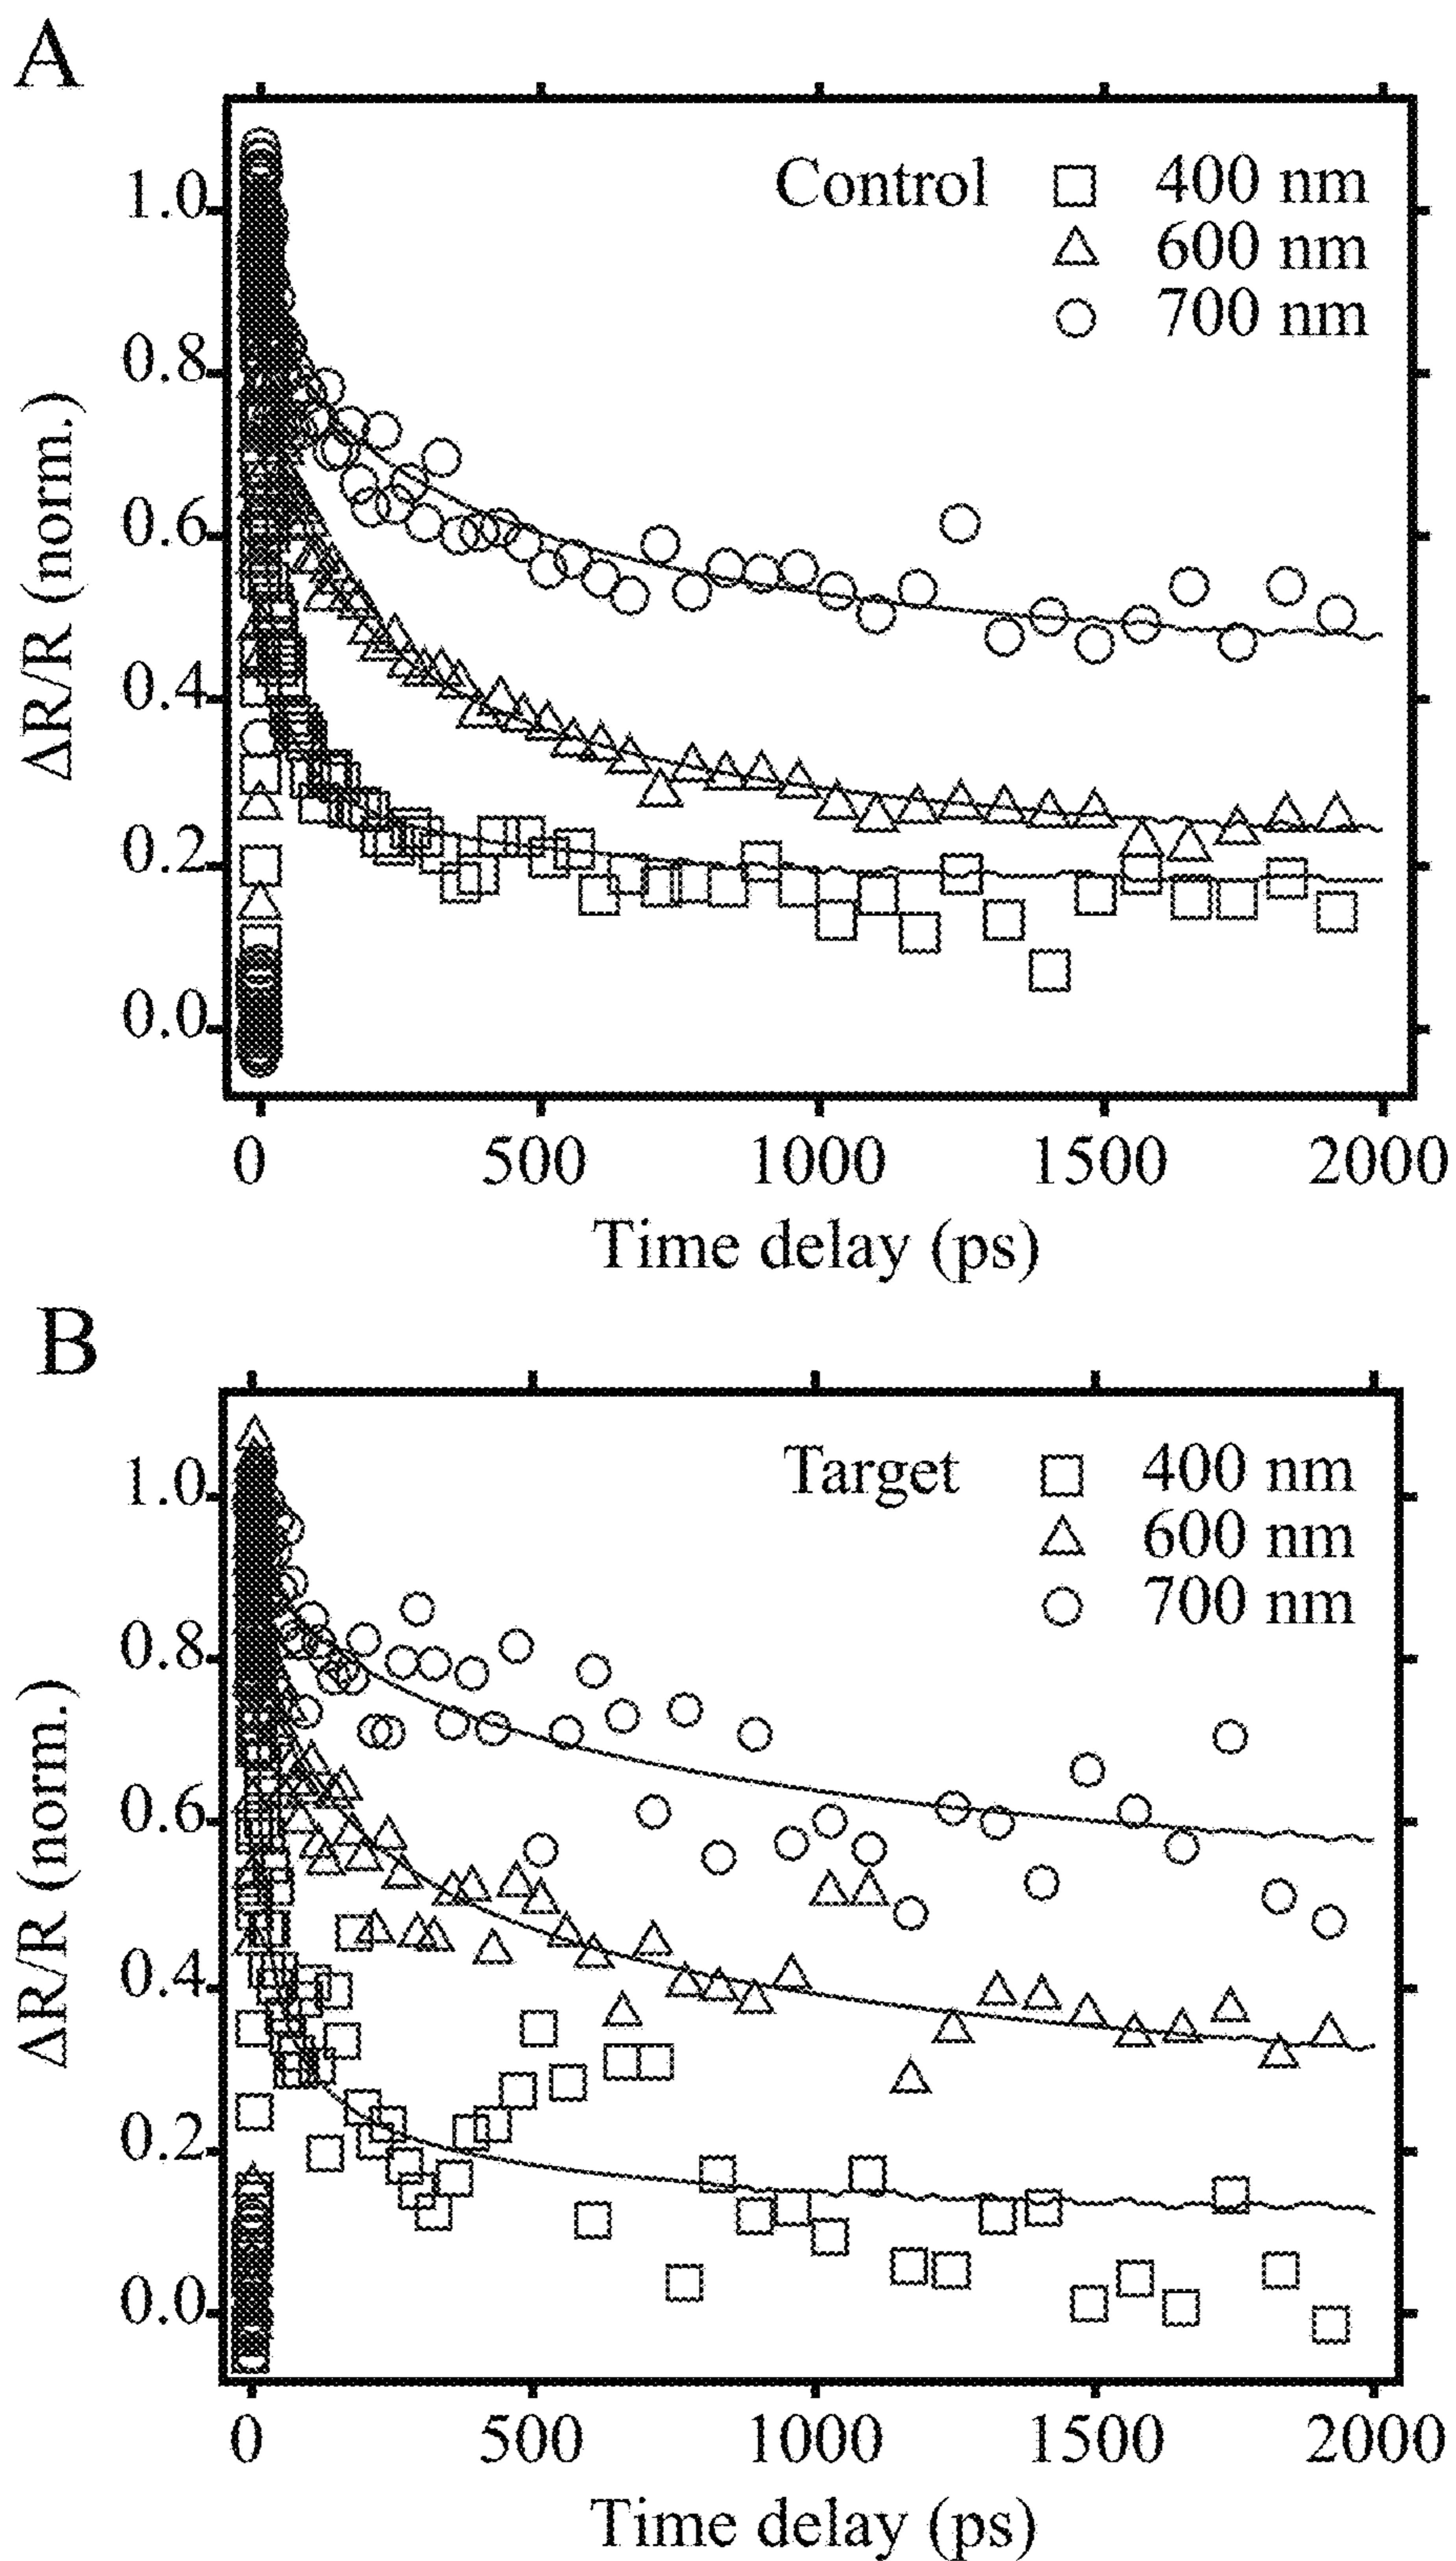 A
Control □ 400 nm
△ 600 nm
○ 700 nm
1.0
0.8
0.6
0.4
0.2
0.0
ΔR/R (norm.)
0 500 1000 1500 2000
Time delay (ps)
B
Target □ 400 nm
△ 600 nm
○ 700 nm
1.0
0.8
0.6
0.4
0.2
0.0
ΔR/R (norm.)
0 500 1000 1500 2000
Time delay (ps)